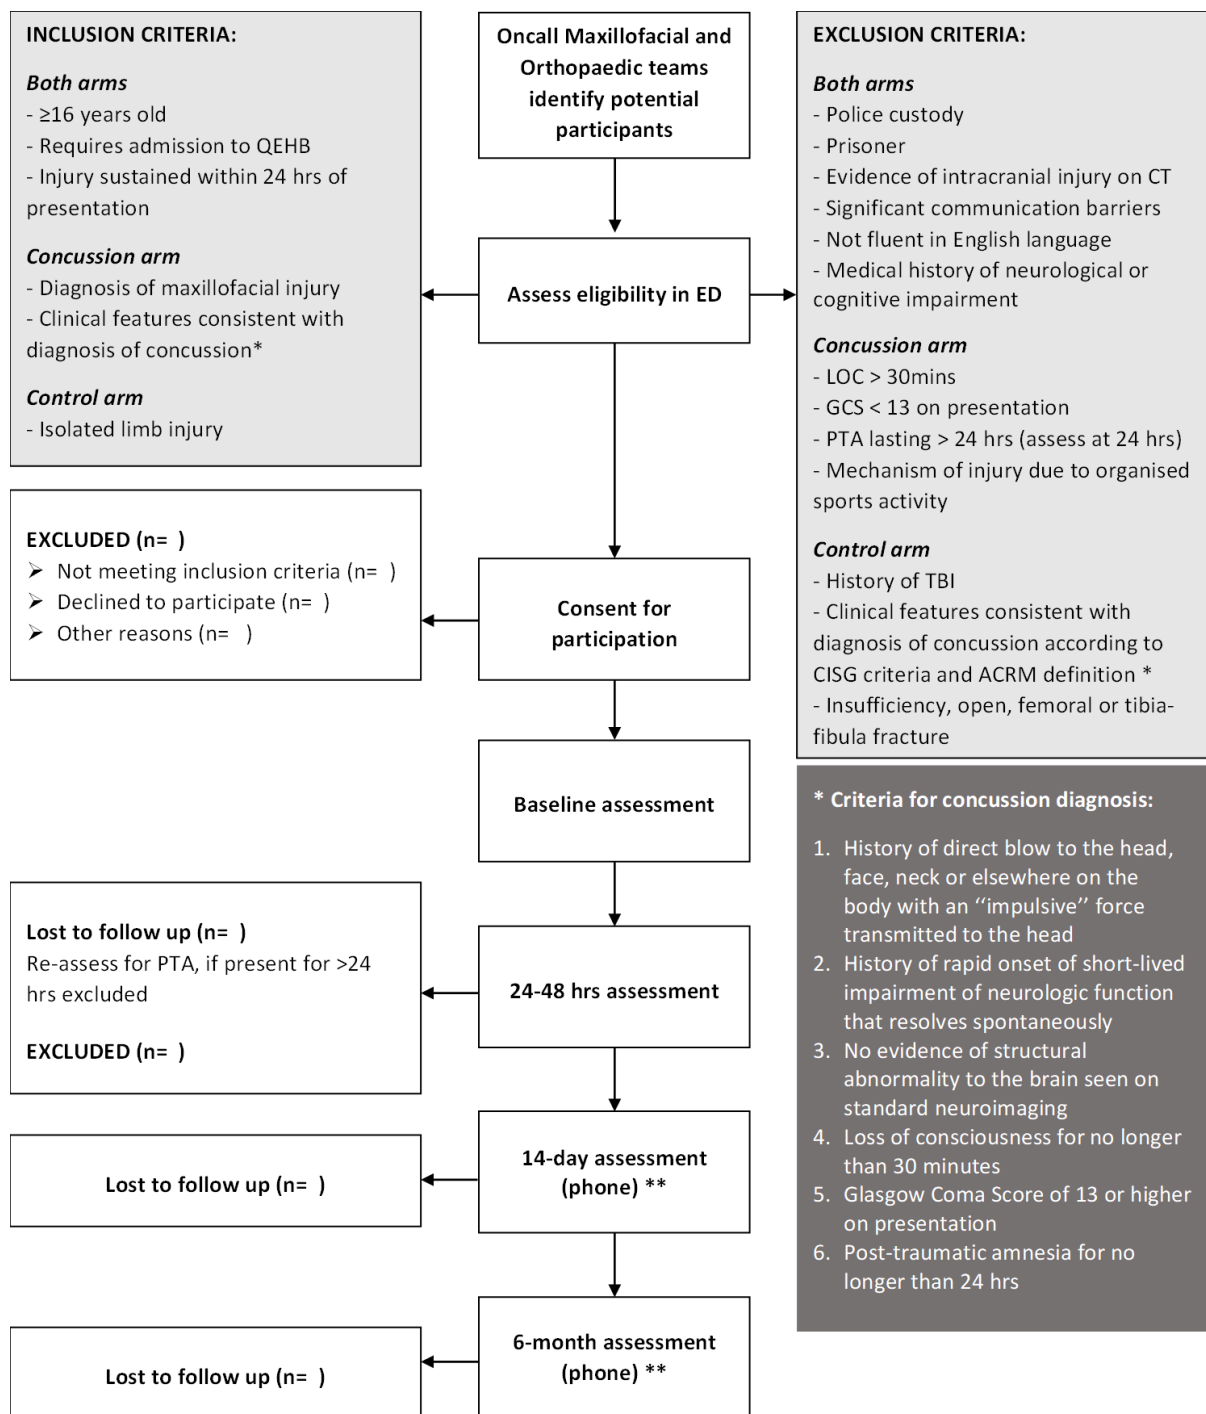 INCLUSION CRITERIA:
Both arms
- ≥16 years old
- Requires admission to QEHB
- Injury sustained within 24 hrs of
presentation
Concussion arm
- Diagnosis of maxillofacial injury
- Clinical features consistent with
diagnosis of concussion*
Control arm
- Isolated limb injury
Oncall Maxillofacial and
Orthopaedic teams
identify potential
participants
Assess eligibility in ED
EXCLUSION CRITERIA:
Both arms
- Police custody
- Prisoner
- Evidence of intracranial injury on CT
- Significant communication barriers
- Not fluent in English language
- Medical history of neurological or
cognitive impairment
Concussion arm
- LOC > 30mins
- GCS < 13 on presentation
- PTA lasting > 24 hrs (assess at 24 hrs)
- Mechanism of injury due to organised
sports activity
Control arm
- History of TBI
- Clinical features consistent with
diagnosis of concussion according to
CISG criteria and ACRM definition *
- Insufficiency, open, femoral or tibia-
fibula fracture
EXCLUDED (n=  )
➢ Not meeting inclusion criteria (n=  )
➢ Declined to participate (n=  )
➢ Other reasons (n=   )
Consent for
participation
Baseline assessment
* Criteria for concussion diagnosis:
1. History of direct blow to the head,
face, neck or elsewhere on the
body with an ‘‘impulsive’’ force
transmitted to the head
2. History of rapid onset of short-lived
impairment of neurologic function
that resolves spontaneously
3. No evidence of structural
abnormality to the brain seen on
standard neuroimaging
4. Loss of consciousness for no longer
than 30 minutes
5. Glasgow Coma Score of 13 or higher
on presentation
6. Post-traumatic amnesia for no
longer than 24 hrs
Lost to follow up (n=  )
Re-assess for PTA, if present for >24
hrs excluded
EXCLUDED (n=  )
24-48 hrs assessment
Lost to follow up (n=  )
14-day assessment
(phone) **
Lost to follow up (n=  )
6-month assessment
(phone) **